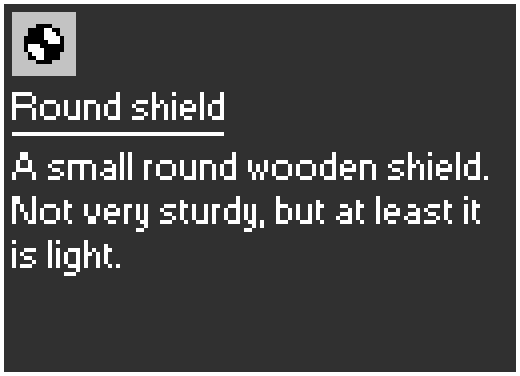 Round shield
A small round wooden shield.
Not very sturdy, but at least it
is light.